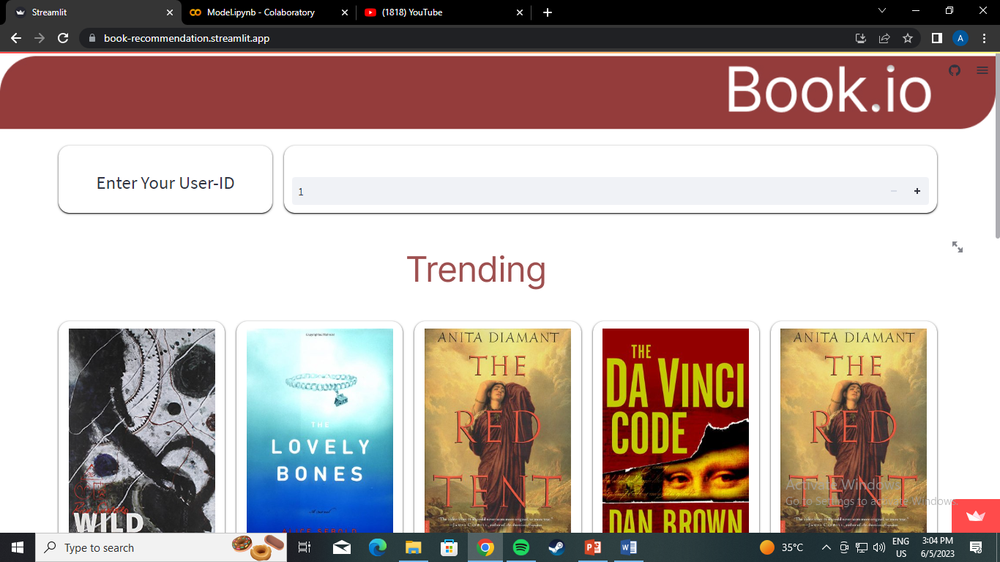 Streamlit
Model.ipynb - Colaboratory
(1818) YouTube
book-recommendation.streamlit.app
A
Book.io
Enter Your User-ID
1
Trending
WILD
THE
LOVELY
BONES
A novel
ALICE SEBOLD
ANITA DIAMANT
THE
RED
TENT
THE
DA VINCI
CODE
DAN BROWN
ANITA DIAMANT
THE
RED
TENT
Activate Windows
Go to Settings to activate Windows.
Type to search
35°C
ENG
US
3:04 PM
6/5/2023